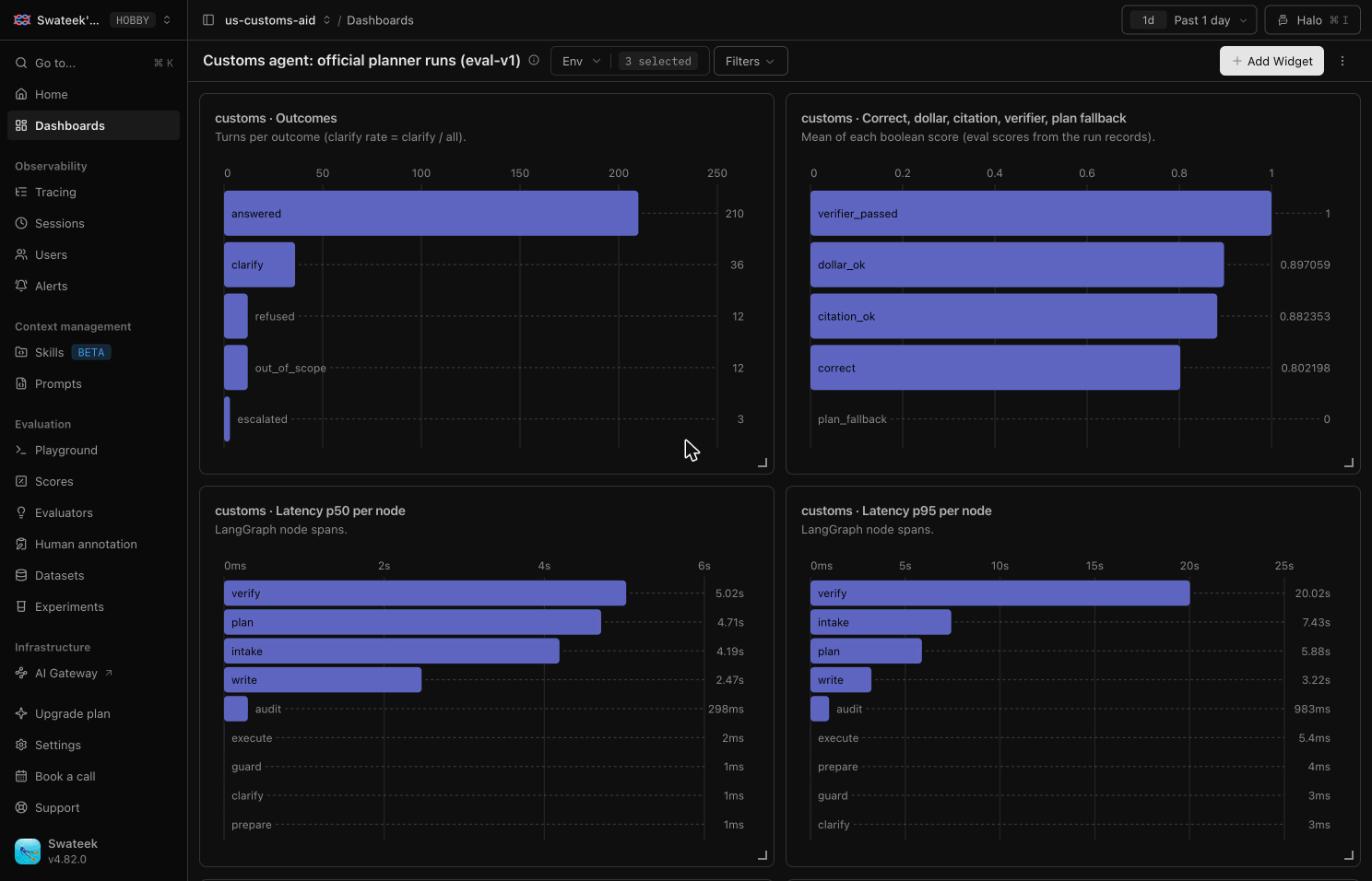 Swateek'... HOBBY
us-customs-aid / Dashboards
1d Past 1 day
Halo ⌘ I
Go to... ⌘ K
Home
Dashboards
Observability
Tracing
Sessions
Users
Alerts
Context management
Skills BETA
Prompts
Evaluation
Playground
Scores
Evaluators
Human annotation
Datasets
Experiments
Infrastructure
AI Gateway
Upgrade plan
Settings
Book a call
Support
Swateek
v4.82.0
Customs agent: official planner runs (eval-v1)
Env 3 selected
Filters
+ Add Widget
customs · Outcomes
Turns per outcome (clarify rate = clarify / all).
0 50 100 150 200 250
answered 210
clarify 36
refused 12
out_of_scope 12
escalated 3
customs · Correct, dollar, citation, verifier, plan fallback
Mean of each boolean score (eval scores from the run records).
0 0.2 0.4 0.6 0.8 1
verifier_passed 1
dollar_ok 0.897059
citation_ok 0.882353
correct 0.802198
plan_fallback 0
customs · Latency p50 per node
LangGraph node spans.
0ms 2s 4s 6s
verify 5.02s
plan 4.71s
intake 4.19s
write 2.47s
audit 298ms
execute 2ms
guard 1ms
clarify 1ms
prepare 1ms
customs · Latency p95 per node
LangGraph node spans.
0ms 5s 10s 15s 20s 25s
verify 20.02s
intake 7.43s
plan 5.88s
write 3.22s
audit 983ms
execute 5.4ms
prepare 4ms
guard 3ms
clarify 3ms